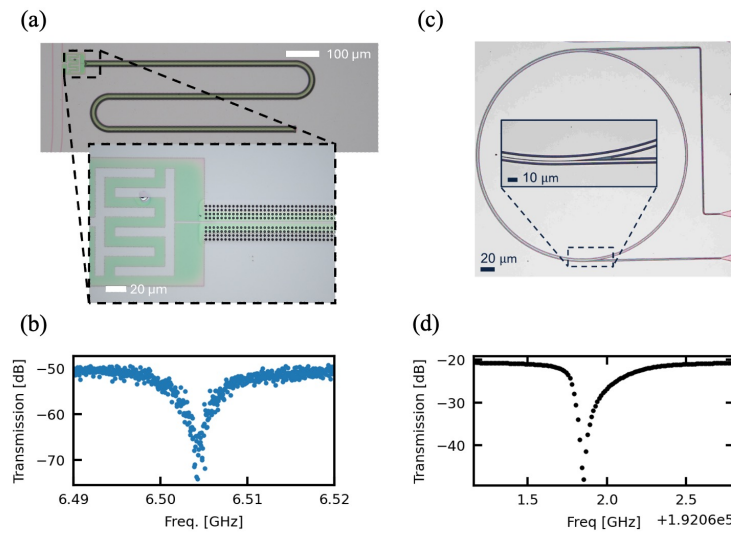 (a)
100 μm
20 μm
(b)
Transmission [dB]
−50
−60
−70
6.49
6.50
6.51
6.52
Freq. [GHz]
(c)
10 μm
20 μm
(d)
Transmission [dB]
−20
−30
−40
1.5
2.0
2.5
Freq [GHz]
+1.9206e5